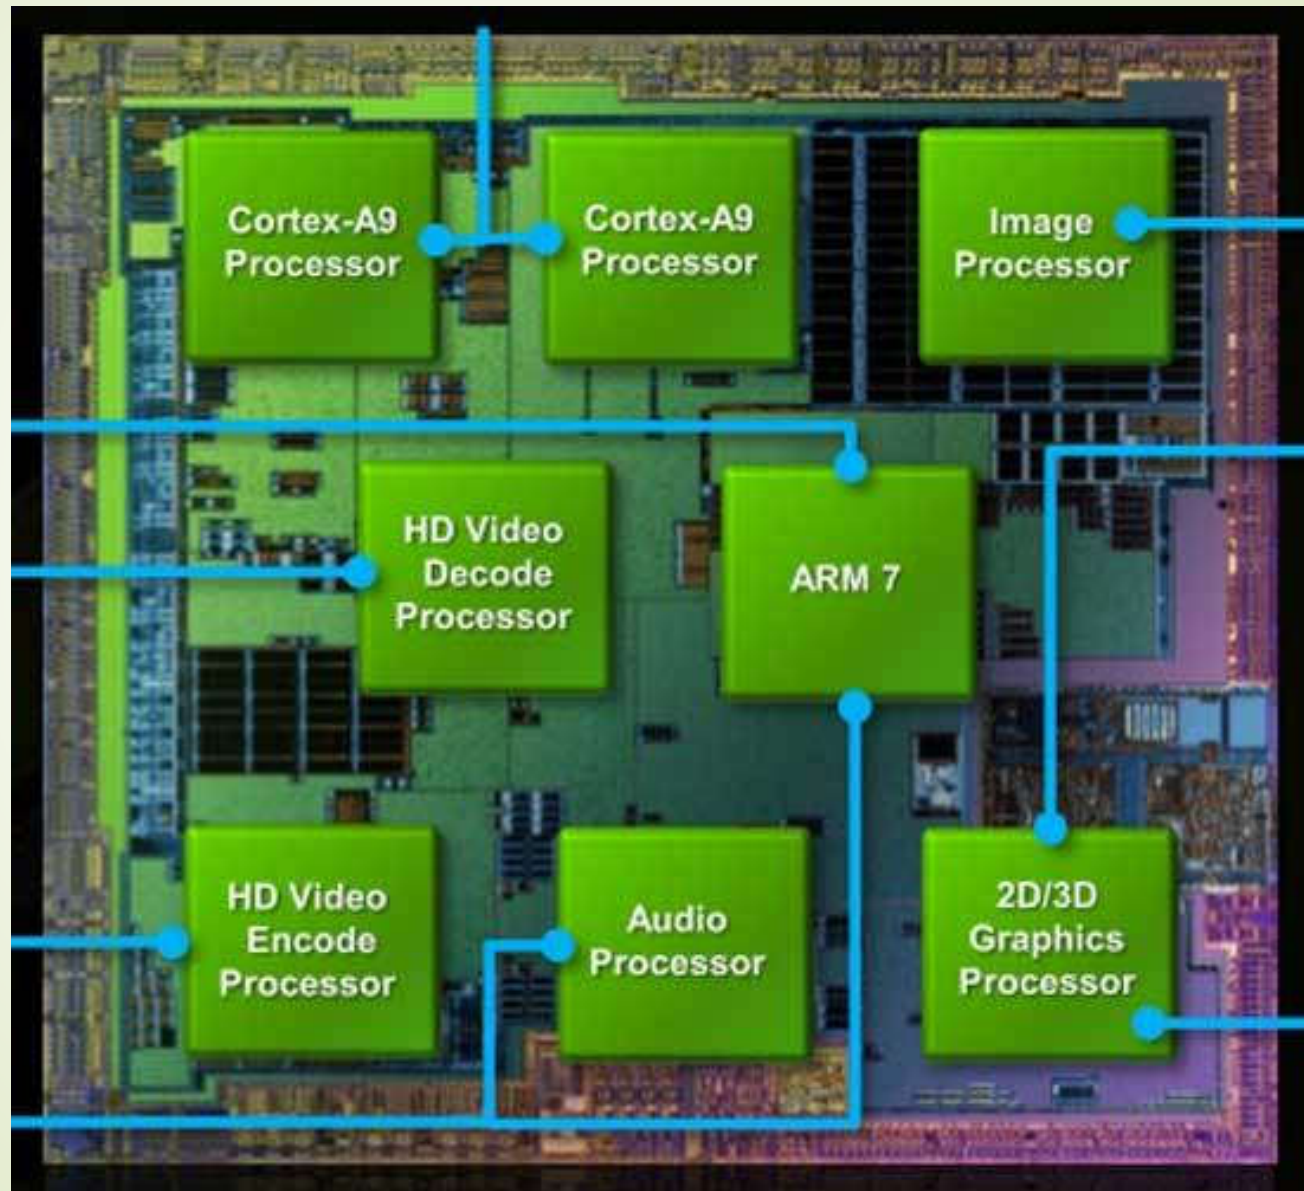 Cortex-A9
Processor
Cortex-A9
Processor
Image
Processor
HD Video
Decode
Processor
ARM 7
HD Video
Encode
Processor
Audio
Processor
2D/3D
Graphics
Processor